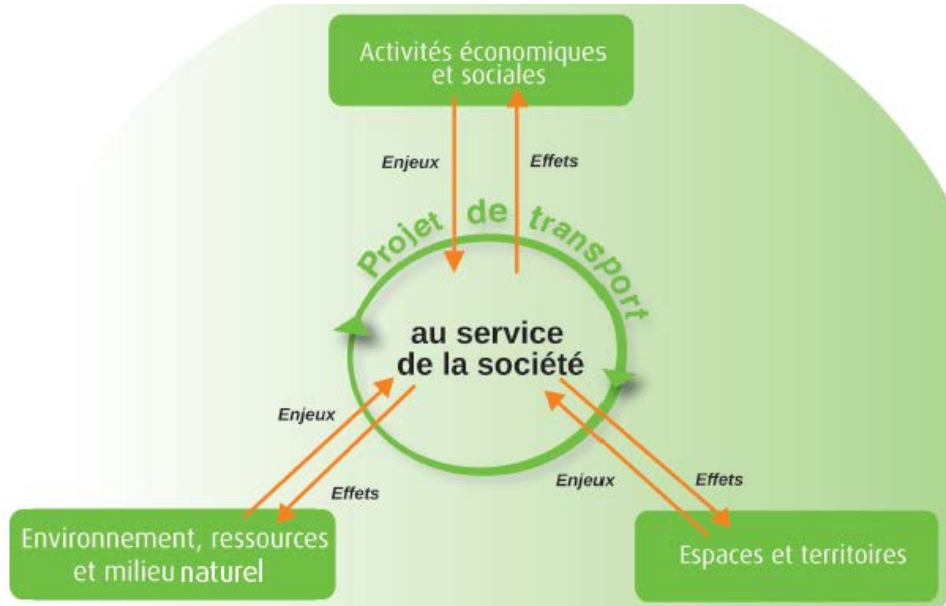 Activités économiques
et sociales
Enjeux
Effets
Projet de transport
au service
de la société
Enjeux
Effets
Enjeux
Effets
Environnement, ressources
et milieu naturel
Espaces et territoires